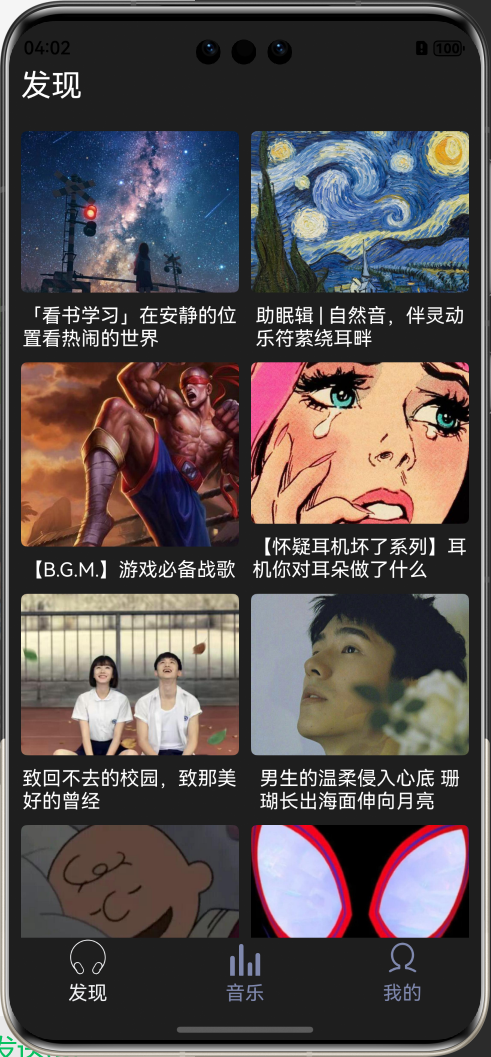 04:02
100
发现
「看书学习」在安静的位
置看热闹的世界
助眠辑 | 自然音，伴灵动
乐符萦绕耳畔
【B.G.M.】游戏必备战歌
【怀疑耳机坏了系列】耳
机你对耳朵做了什么
致回不去的校园，致那美
好的曾经
男生的温柔侵入心底 珊
瑚长出海面伸向月亮
发现
音乐
我的